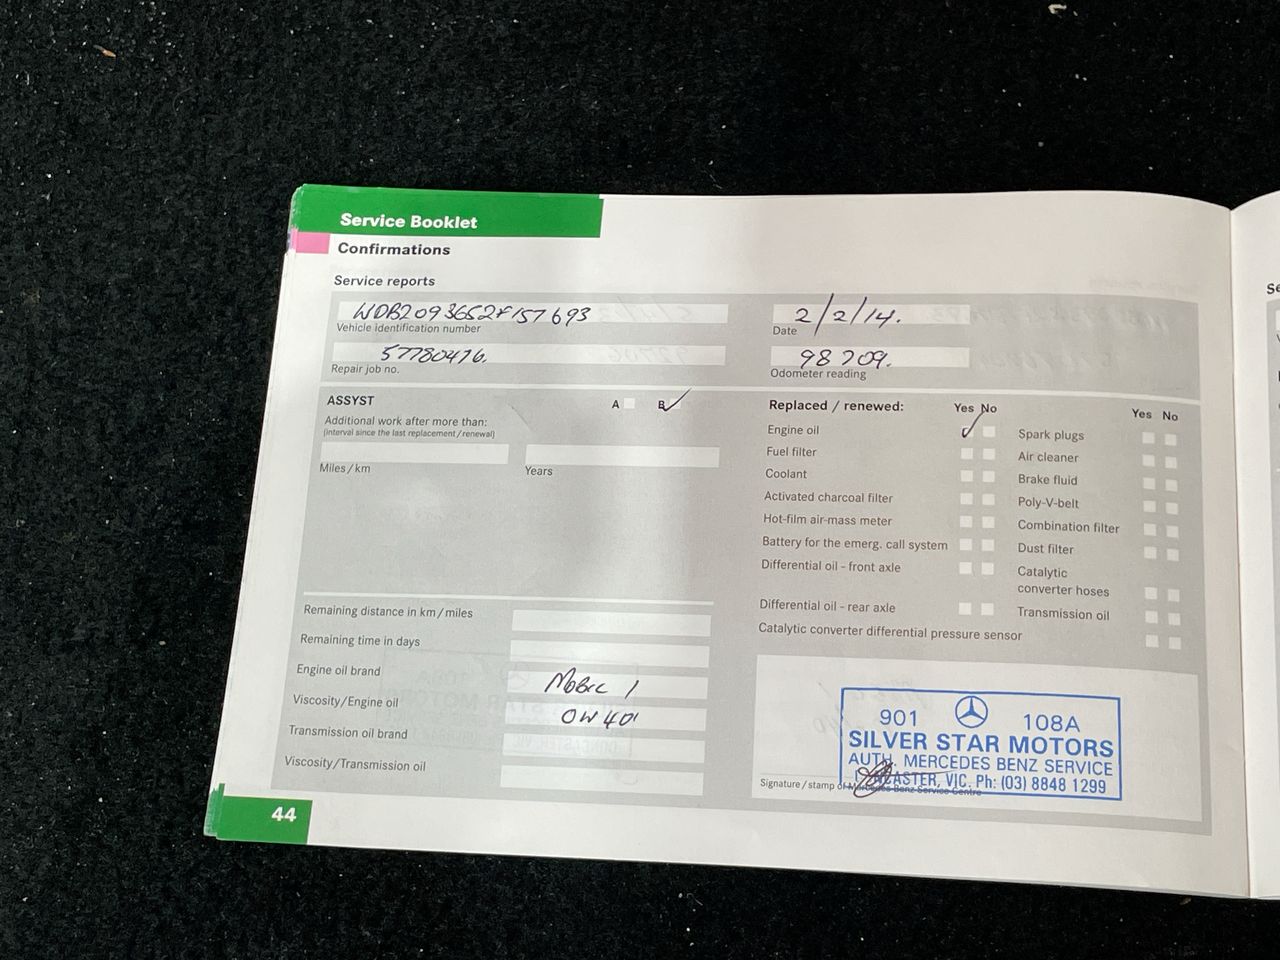 Service Booklet
Confirmations
Service reports
WDB2093652F157693
Vehicle identification number
2/2/14.
Date
57780476.
Repair job no.
98709.
Odometer reading
ASSYST
A B
Additional work after more than:
(interval since the last replacement/renewal)
Miles/km
Years
Replaced / renewed:
Yes No
Engine oil
Fuel filter
Coolant
Activated charcoal filter
Hot-film air-mass meter
Battery for the emerg. call system
Differential oil - front axle
Differential oil - rear axle
Catalytic converter differential pressure sensor
Yes No
Spark plugs
Air cleaner
Brake fluid
Poly-V-belt
Combination filter
Dust filter
Catalytic
converter hoses
Transmission oil
Remaining distance in km/miles
Remaining time in days
Engine oil brand
Mobil 1
Viscosity/Engine oil
0W40
Transmission oil brand
Viscosity/Transmission oil
901 108A
SILVER STAR MOTORS
AUTH. MERCEDES BENZ SERVICE
VIC. Ph: (03) 8848 1299
Signature/stamp of Mercedes-Benz Service Centre
44
Se